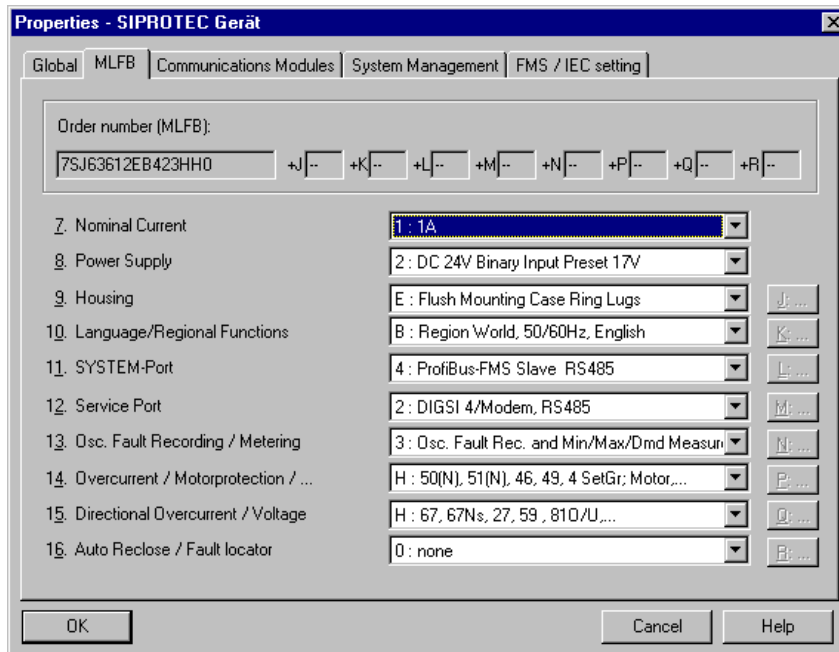 Properties - SIPROTEC Gerät
Global MLFB Communications Modules System Management FMS / IEC setting
Order number (MLFB):
7SJ63612EB423HH0 +J -- +K -- +L -- +M -- +N -- +P -- +Q -- +R --
7. Nominal Current 1 : 1A
8. Power Supply 2 : DC 24V Binary Input Preset 17V
9. Housing E : Flush Mounting Case Ring Lugs J: ...
10. Language/Regional Functions B : Region World, 50/60Hz, English K: ...
11. SYSTEM-Port 4 : ProfiBus-FMS Slave RS485 L: ...
12. Service Port 2 : DIGSI 4/Modem, RS485 M: ...
13. Osc. Fault Recording / Metering 3 : Osc. Fault Rec. and Min/Max/Dmd Measur N: ...
14. Overcurrent / Motorprotection / ... H : 50(N), 51(N), 46, 49, 4 SetGr; Motor,... P: ...
15. Directional Overcurrent / Voltage H : 67, 67Ns, 27, 59 , 81O/U,... Q: ...
16. Auto Reclose / Fault locator 0 : none R: ...
OK Cancel Help